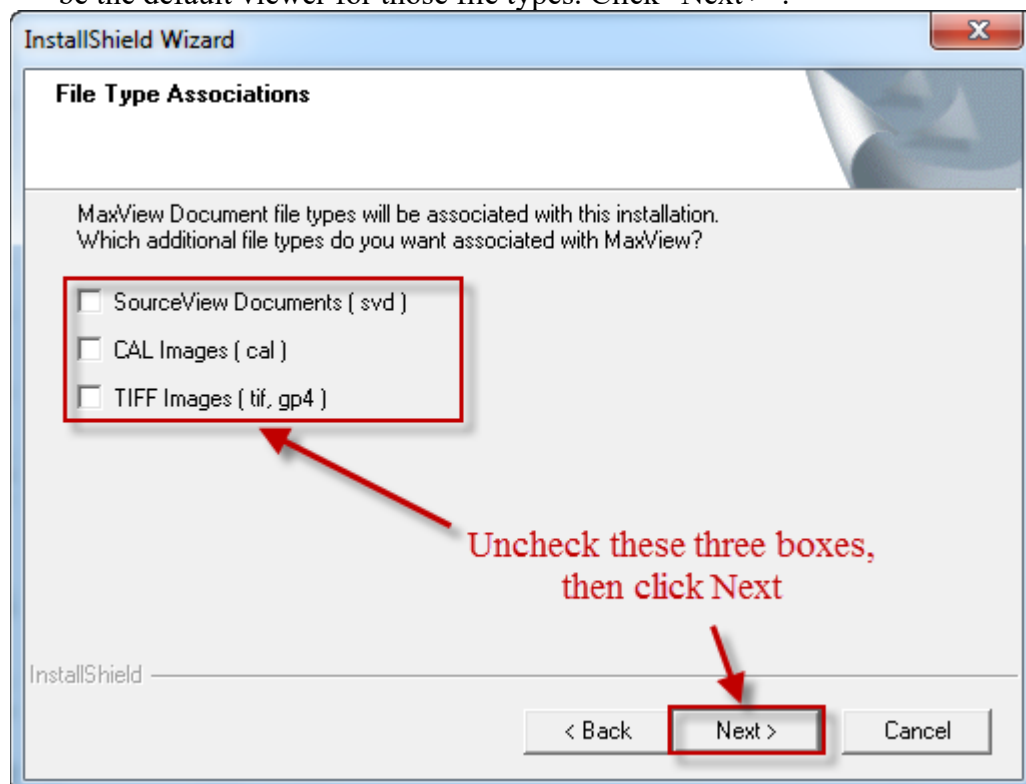 be the default viewer for those file types. Click "Next >".
InstallShield Wizard
File Type Associations
MaxView Document file types will be associated with this installation.
Which additional file types do you want associated with MaxView?
SourceView Documents ( svd )
CAL Images ( cal )
TIFF Images ( tif, gp4 )
Uncheck these three boxes,
then click Next
InstallShield
< Back Next > Cancel